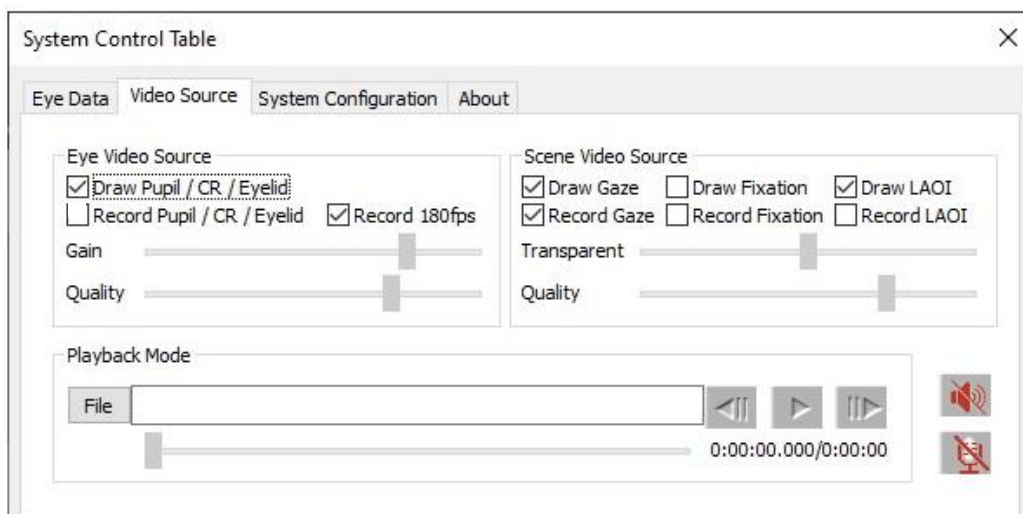 System Control Table
Eye Data Video Source System Configuration About
Eye Video Source
Draw Pupil / CR / Eyelid
Record Pupil / CR / Eyelid Record 180fps
Gain
Quality
Scene Video Source
Draw Gaze Draw Fixation Draw LAOI
Record Gaze Record Fixation Record LAOI
Transparent
Quality
Playback Mode
File
0:00:00.000/0:00:00